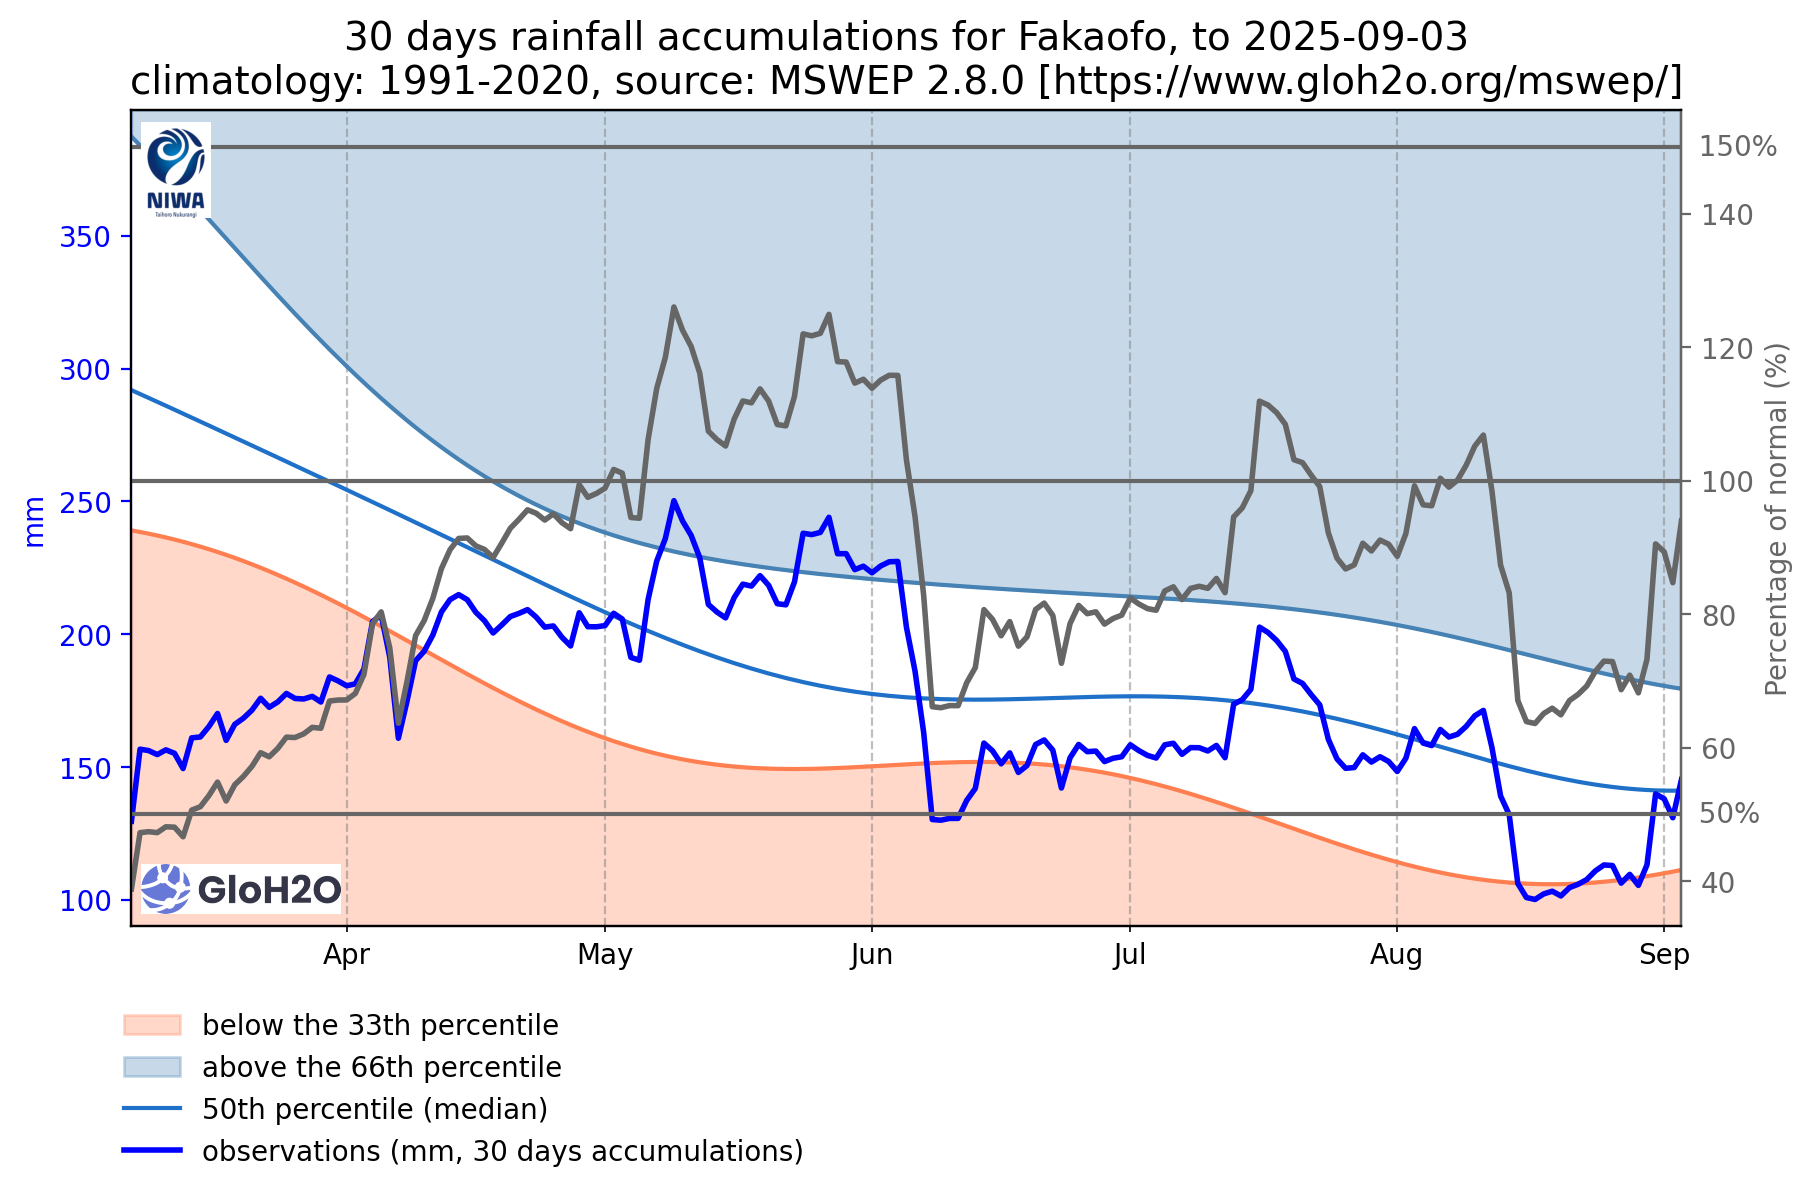 30 days rainfall accumulations for Fakaofo, to 2025-09-03
climatology: 1991-2020, source: MSWEP 2.8.0 [https://www.gloh2o.org/mswep/]
NIWA
Taihoro Nukurangi
150%
140
120
100
80
60
50%
40
Percentage of normal (%)
350
300
250
200
150
100
mm
GloH2O
Apr
May
Jun
Jul
Aug
Sep
below the 33th percentile
above the 66th percentile
50th percentile (median)
observations (mm, 30 days accumulations)